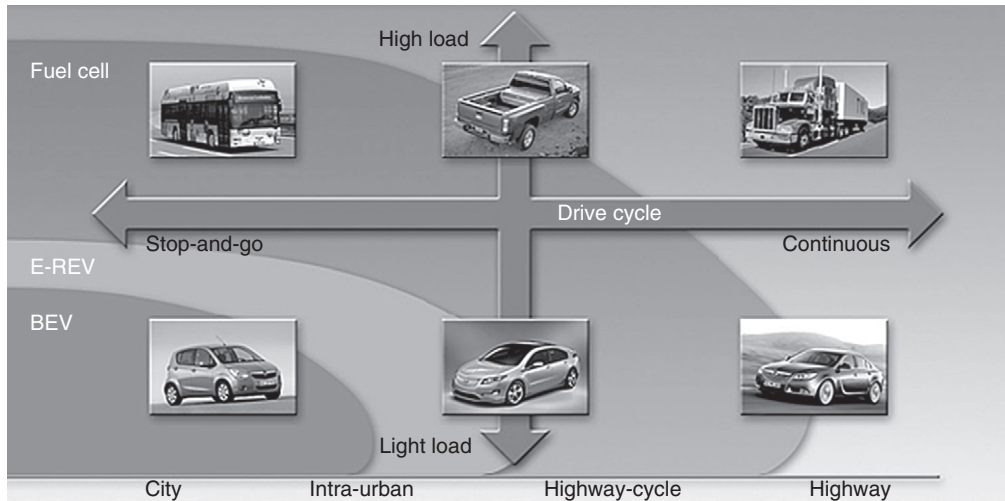 High load
Fuel cell
Drive cycle
Stop-and-go
Continuous
E-REV
BEV
Light load
City
Intra-urban
Highway-cycle
Highway